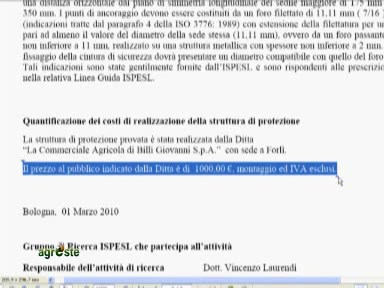 una distanza orizzontale dal piano di simmetria longitudinale del sedile maggiore di 175 mm
350 mm. I punti di ancoraggio devono essere costituiti da un foro filettato di 11,11 mm ( 7/16
(indicazioni tratte dal paragrafo 4 della ISO 3776: 1989) con estensione della filettatura per un
pari ad almeno il valore del diametro della sede stessa (11,11 mm), ovvero da un foro passante
non inferiore a 11 mm, realizzato su una struttura metallica con spessore non inferiore a 2 mm.
fissaggio della cintura di sicurezza dovrà presentare un diametro compatibile con quello del foro
Tali indicazioni sono state gentilmente fornite dall'ISPESL e sono rispondenti alle prescrizio
nella relativa Linea Guida ISPESL.
Quantificazione dei costi di realizzazione della struttura di protezione
La struttura di protezione provata è stata realizzata dalla Ditta
"La Commerciale Agricola di Billi Giovanni S.p.A." con sede a Forlì.
Il prezzo al pubblico indicato dalla Ditta è di 1000,00 €, montaggio ed IVA esclusi.
Bologna, 01 Marzo 2010
Gruppo di Ricerca ISPESL che partecipa all'attività
agr este
Responsabile dell'attività di ricerca Dott. Vincenzo Laurendi